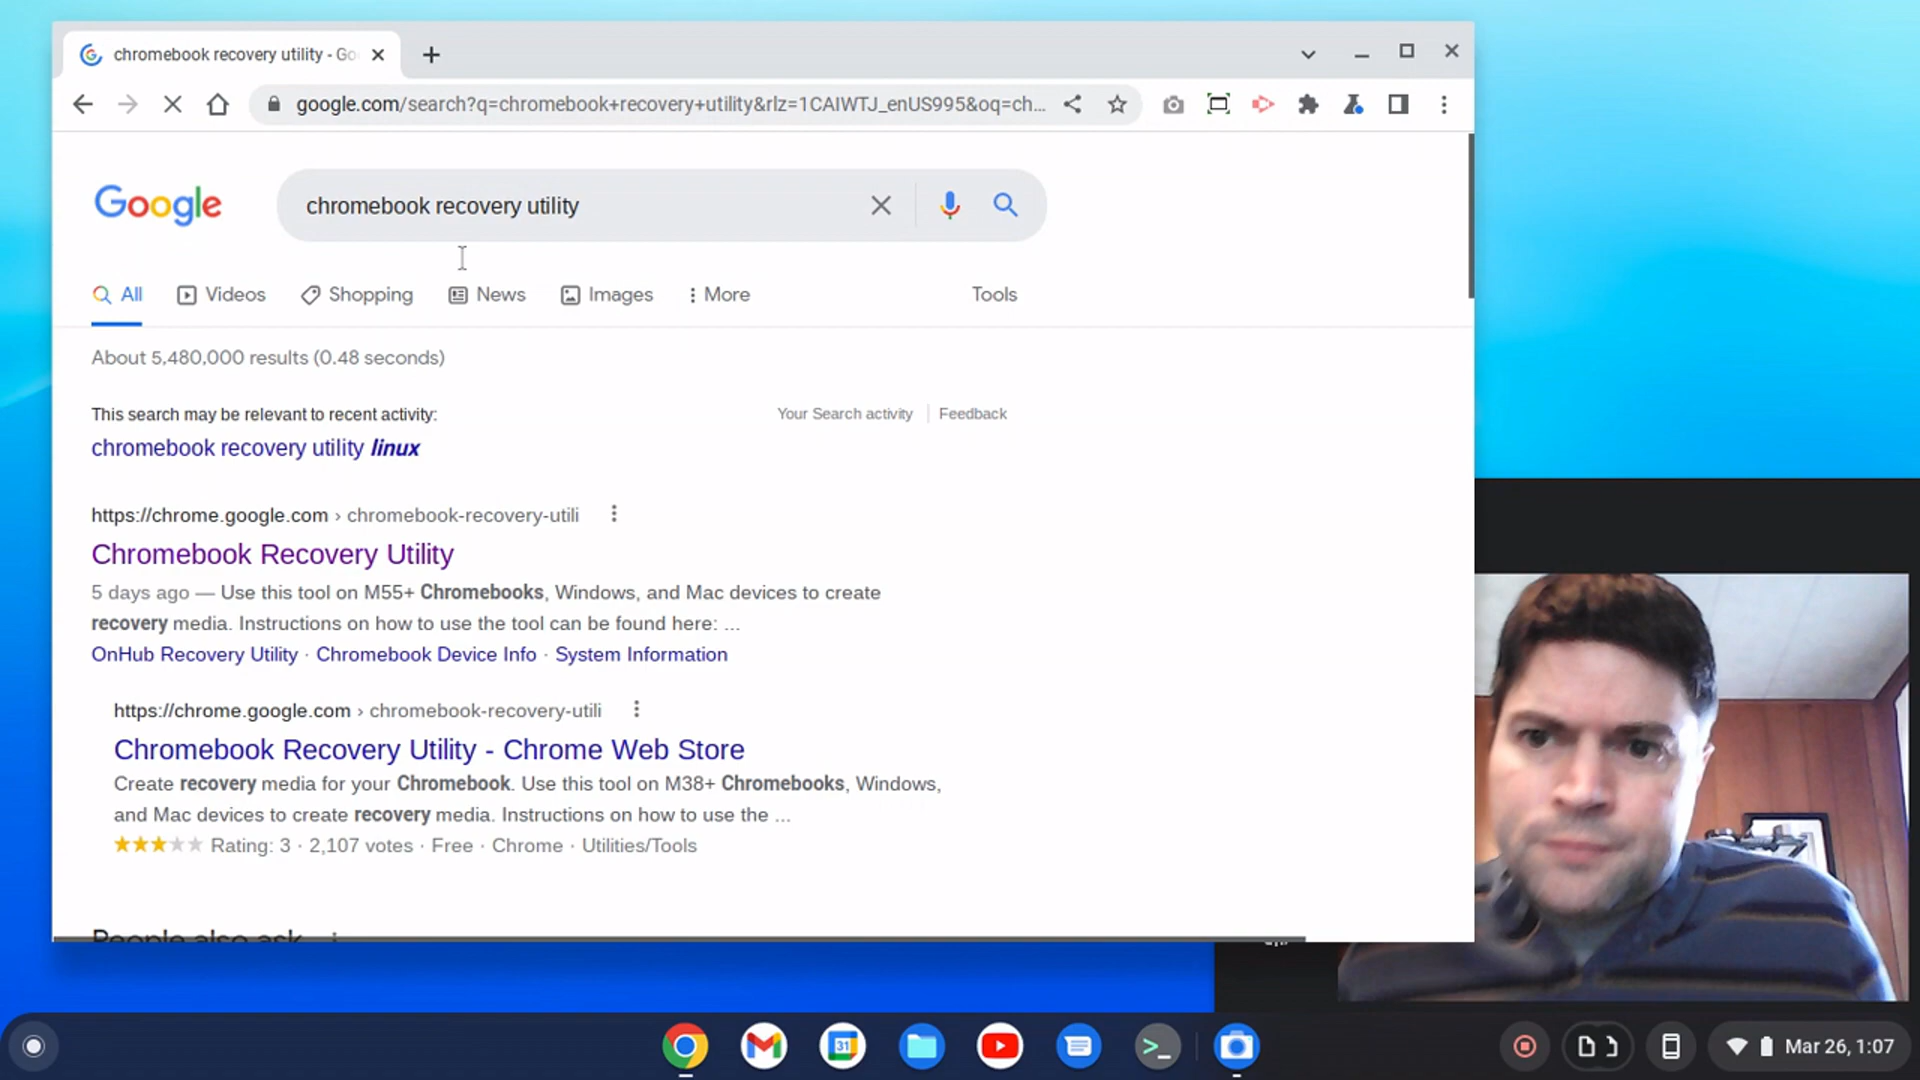 chromebook recovery utility - Go
google.com/search?q=chromebook+recovery+utility&rlz=1CAIWTJ_enUS995&oq=ch...
Google
chromebook recovery utility
All
Videos
Shopping
News
Images
More
Tools
About 5,480,000 results (0.48 seconds)
This search may be relevant to recent activity:
Your Search activity
Feedback
chromebook recovery utility linux
https://chrome.google.com › chromebook-recovery-utili
Chromebook Recovery Utility
5 days ago — Use this tool on M55+ Chromebooks, Windows, and Mac devices to create
recovery media. Instructions on how to use the tool can be found here: ...
OnHub Recovery Utility · Chromebook Device Info · System Information
https://chrome.google.com › chromebook-recovery-utili
Chromebook Recovery Utility - Chrome Web Store
Create recovery media for your Chromebook. Use this tool on M38+ Chromebooks, Windows,
and Mac devices to create recovery media. Instructions on how to use the ...
Rating: 3 · 2,107 votes · Free · Chrome · Utilities/Tools
People also ask
31
Mar 26, 1:07